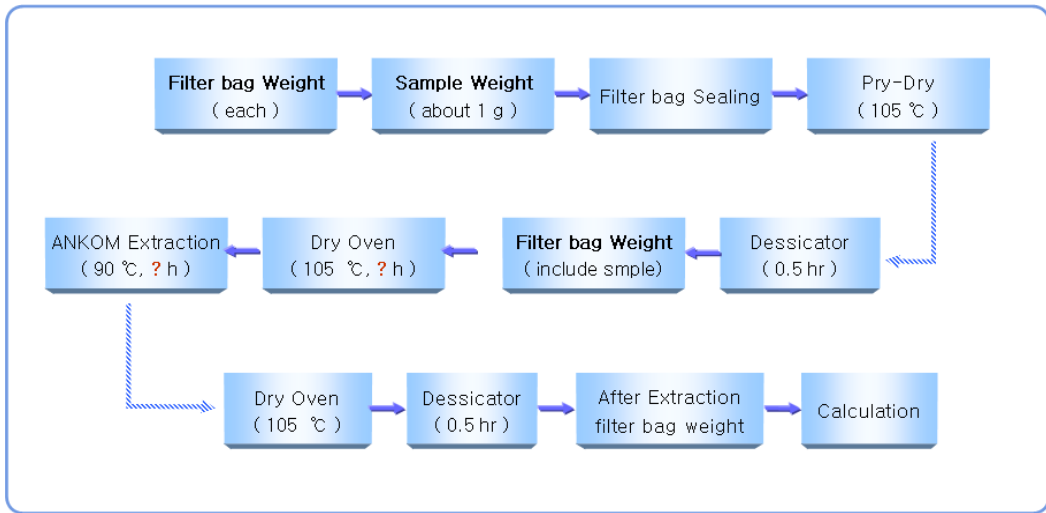 Filter bag Weight
( each )
Sample Weight
( about 1 g )
Filter bag Sealing
Pry-Dry
( 105 ℃ )
Dessicator
( 0.5 hr )
Filter bag Weight
( include smple)
Dry Oven
( 105 ℃, ? h )
ANKOM Extraction
( 90 ℃, ? h )
Dry Oven
( 105 ℃ )
Dessicator
( 0.5 hr )
After Extraction
filter bag weight
Calculation